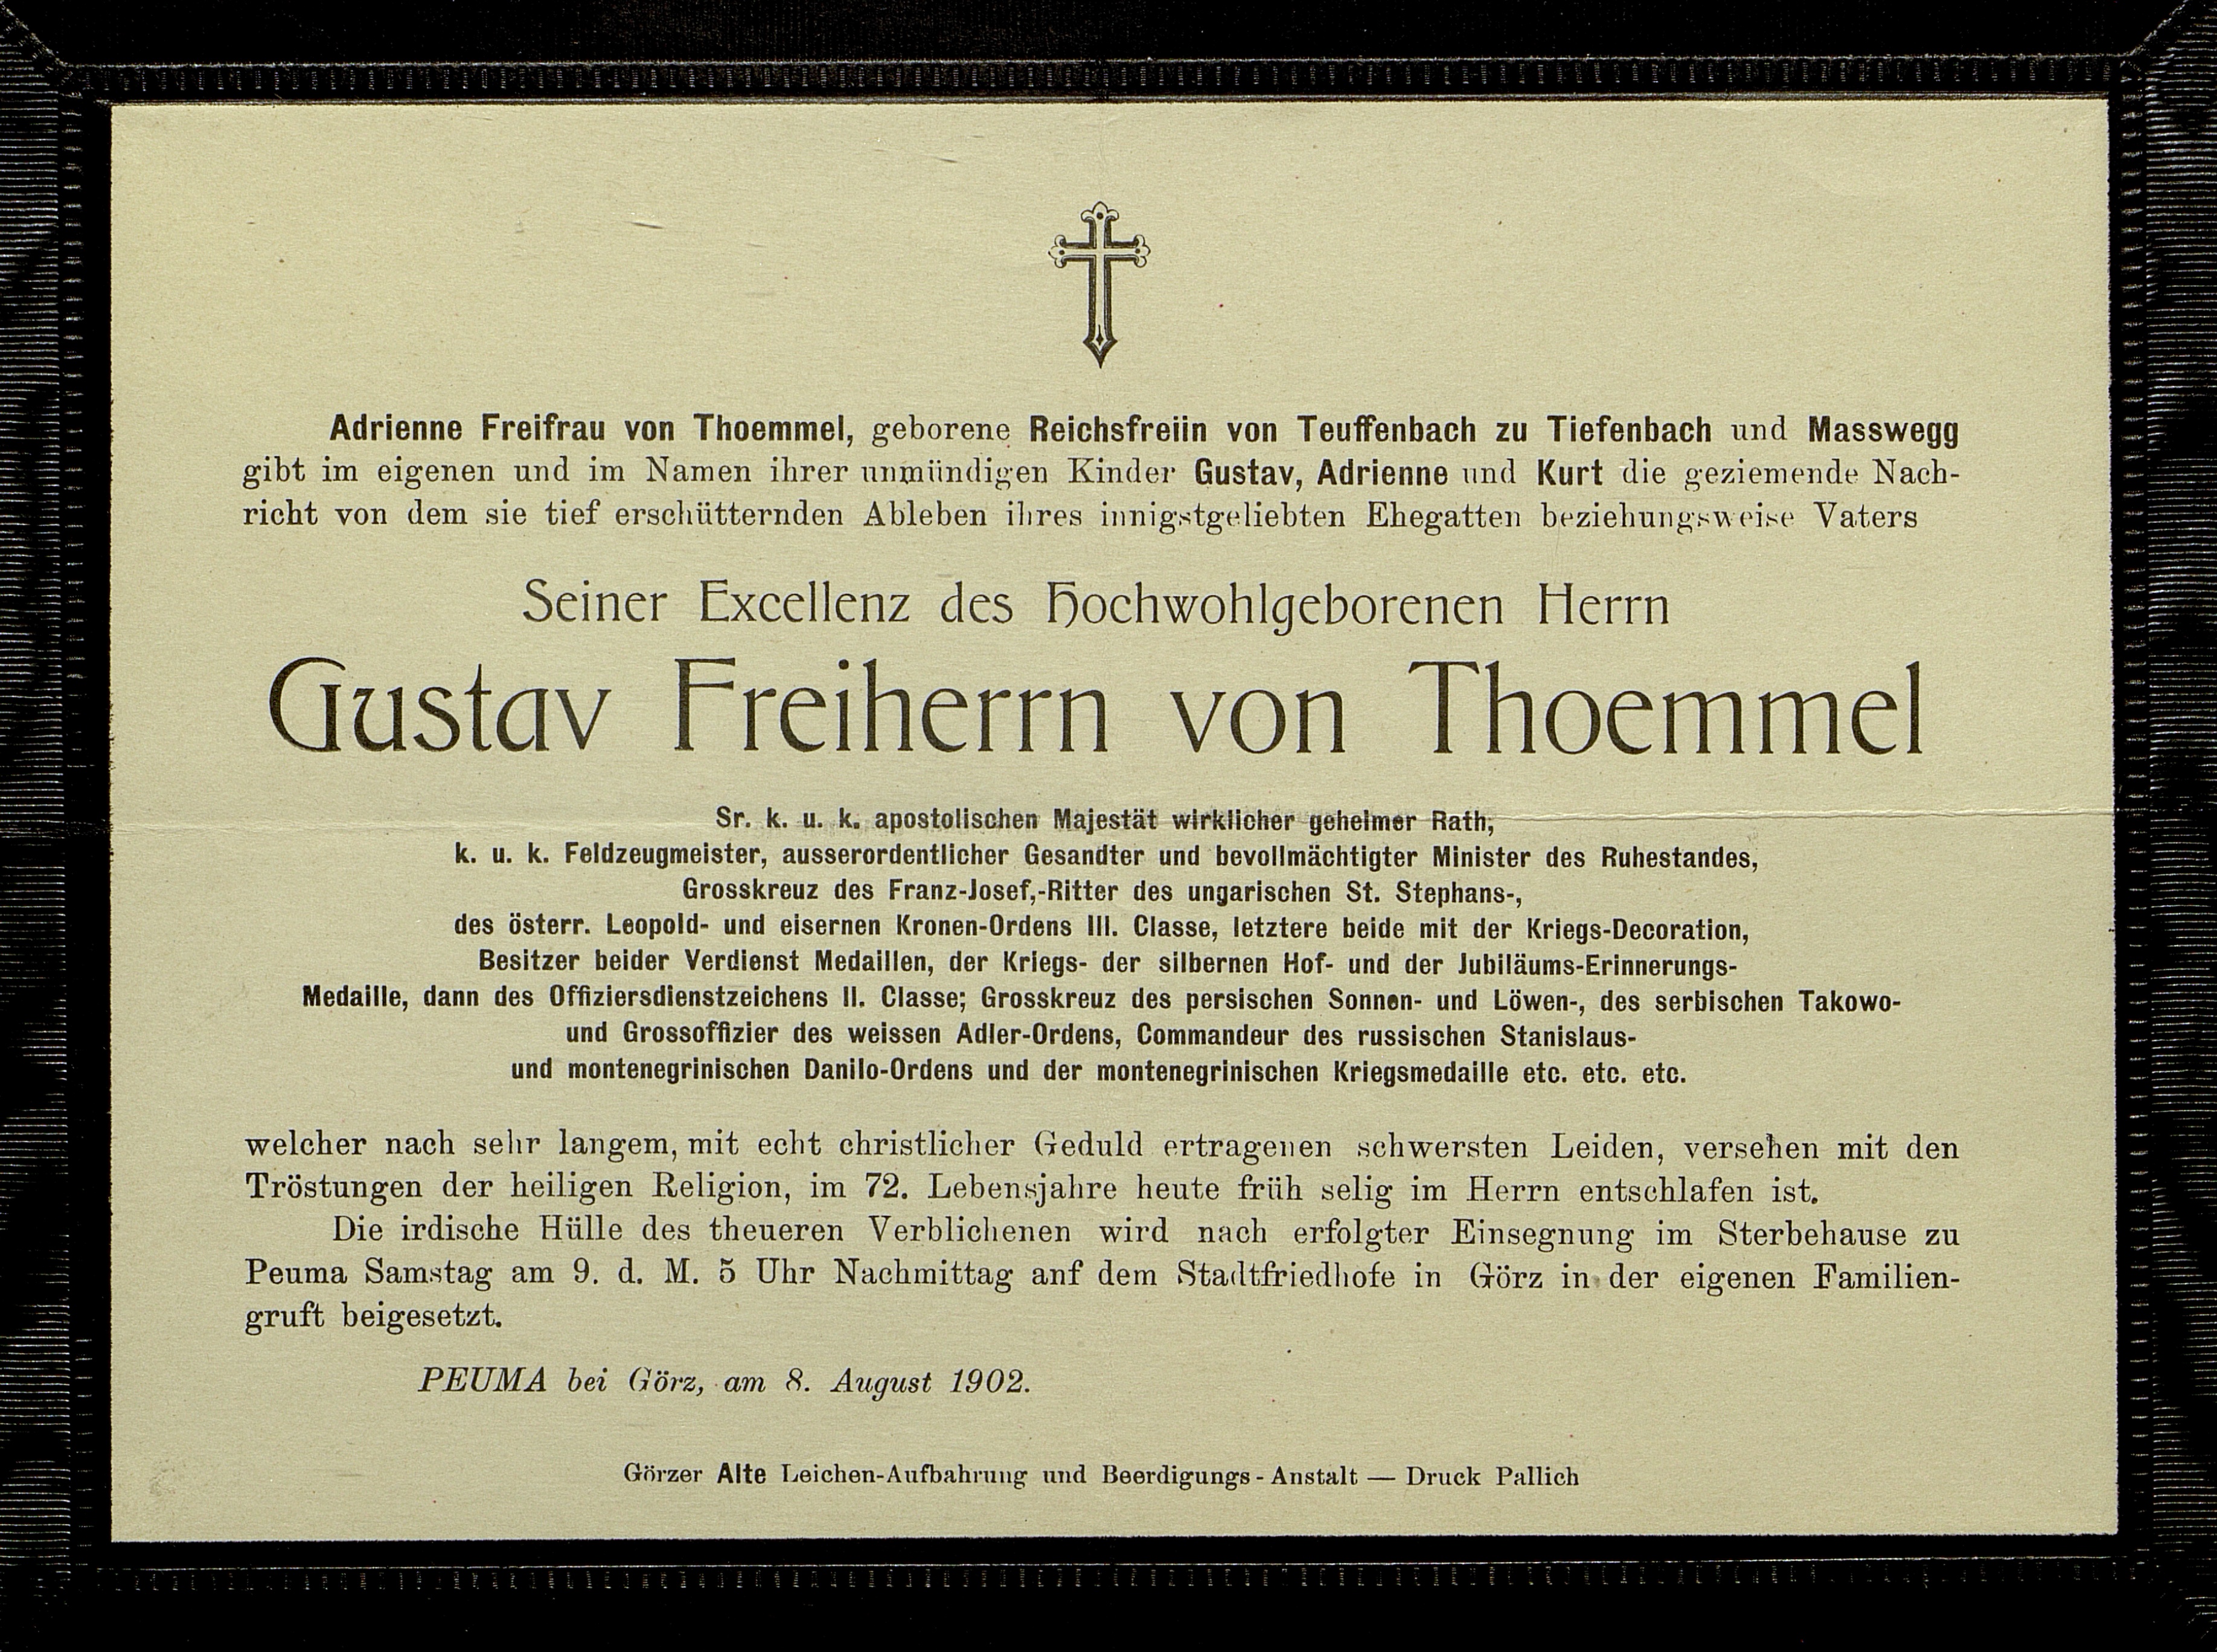 Adrienne Freifrau von Thoemmel, geborene Reichsfreiin von Teuffenbach zu Tiefenbach und Masswegg
gibt im eigenen und im Namen ihrer unmündigen Kinder Gustav, Adrienne und Kurt die geziemende Nach-
richt von dem sie tief erschütternden Ableben ihres innigstgeliebten Ehegatten beziehungsweise Vaters
Seiner Excellenz des Hochwohlgeborenen Herrn
Gustav Freiherrn von Thoemmel
Sr. k. u. k. apostolischen Majestät wirklicher geheimer Rath,
k. u. k. Feldzeugmeister, ausserordentlicher Gesandter und bevollmächtigter Minister des Ruhestandes,
Grosskreuz des Franz-Josef,-Ritter des ungarischen St. Stephans-,
des österr. Leopold- und eisernen Kronen-Ordens III. Classe, letztere beide mit der Kriegs-Decoration,
Besitzer beider Verdienst Medaillen, der Kriegs- der silbernen Hof- und der Jubiläums-Erinnerungs-
Medaille, dann des Offiziersdienstzeichens II. Classe; Grosskreuz des persischen Sonnen- und Löwen-, des serbischen Takowo-
und Grossoffizier des weissen Adler-Ordens, Commandeur des russischen Stanislaus-
und montenegrinischen Danilo-Ordens und der montenegrinischen Kriegsmedaille etc. etc. etc.
welcher nach sehr langem, mit echt christlicher Geduld ertragenen schwersten Leiden, versehen mit den
Tröstungen der heiligen Religion, im 72. Lebensjahre heute früh selig im Herrn entschlafen ist.
Die irdische Hülle des theueren Verblichenen wird nach erfolgter Einsegnung im Sterbehause zu
Peuma Samstag am 9. d. M. 5 Uhr Nachmittag anf dem Stadtfriedhofe in Görz in der eigenen Familien-
gruft beigesetzt.
PEUMA bei Görz, am 8. August 1902.
Görzer Alte Leichen-Aufbahrung und Beerdigungs - Anstalt — Druck Pallich